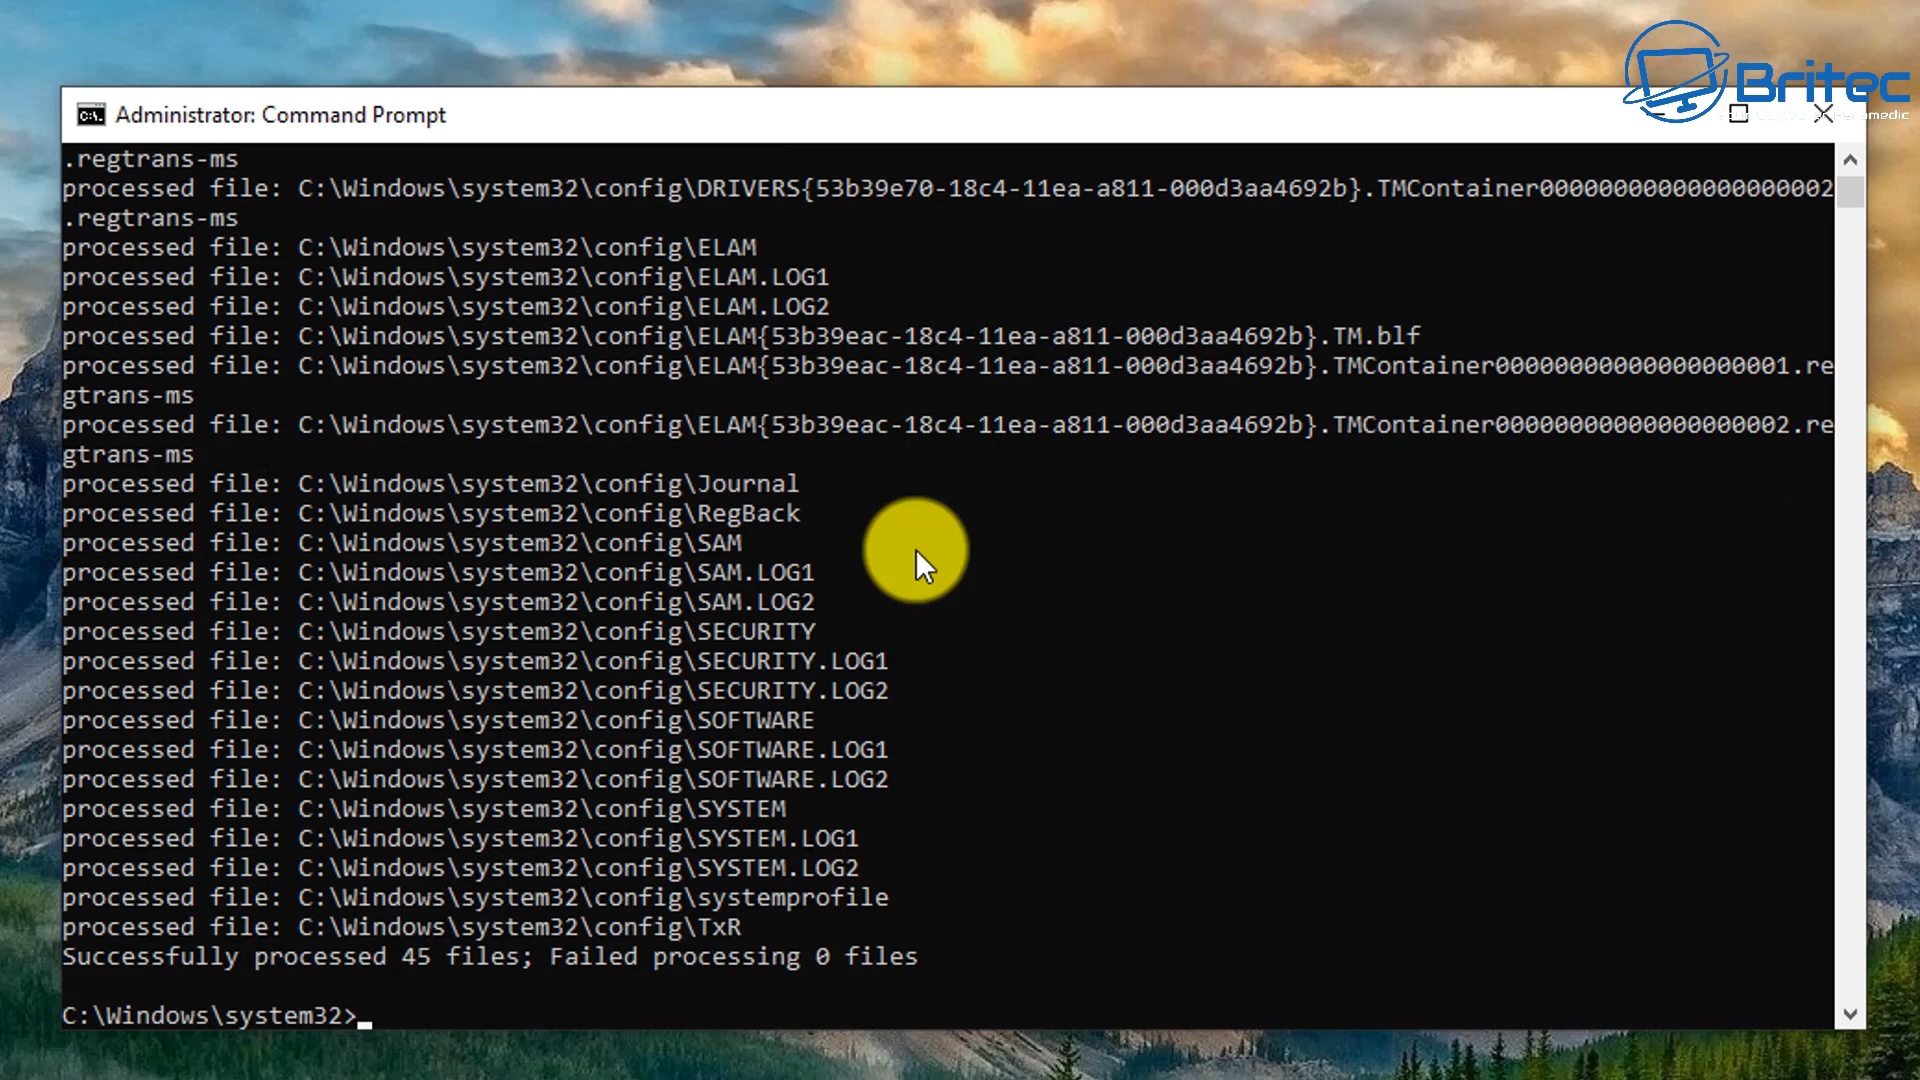 Britec
Administrator: Command Prompt
.regtrans-ms
processed file: C:\Windows\system32\config\DRIVERS{53b39e70-18c4-11ea-a811-000d3aa4692b}.TMContainer00000000000000000002
.regtrans-ms
processed file: C:\Windows\system32\config\ELAM
processed file: C:\Windows\system32\config\ELAM.LOG1
processed file: C:\Windows\system32\config\ELAM.LOG2
processed file: C:\Windows\system32\config\ELAM{53b39eac-18c4-11ea-a811-000d3aa4692b}.TM.blf
processed file: C:\Windows\system32\config\ELAM{53b39eac-18c4-11ea-a811-000d3aa4692b}.TMContainer00000000000000000001.re
gtrans-ms
processed file: C:\Windows\system32\config\ELAM{53b39eac-18c4-11ea-a811-000d3aa4692b}.TMContainer00000000000000000002.re
gtrans-ms
processed file: C:\Windows\system32\config\Journal
processed file: C:\Windows\system32\config\RegBack
processed file: C:\Windows\system32\config\SAM
processed file: C:\Windows\system32\config\SAM.LOG1
processed file: C:\Windows\system32\config\SAM.LOG2
processed file: C:\Windows\system32\config\SECURITY
processed file: C:\Windows\system32\config\SECURITY.LOG1
processed file: C:\Windows\system32\config\SECURITY.LOG2
processed file: C:\Windows\system32\config\SOFTWARE
processed file: C:\Windows\system32\config\SOFTWARE.LOG1
processed file: C:\Windows\system32\config\SOFTWARE.LOG2
processed file: C:\Windows\system32\config\SYSTEM
processed file: C:\Windows\system32\config\SYSTEM.LOG1
processed file: C:\Windows\system32\config\SYSTEM.LOG2
processed file: C:\Windows\system32\config\systemprofile
processed file: C:\Windows\system32\config\TxR
Successfully processed 45 files; Failed processing 0 files
C:\Windows\system32>